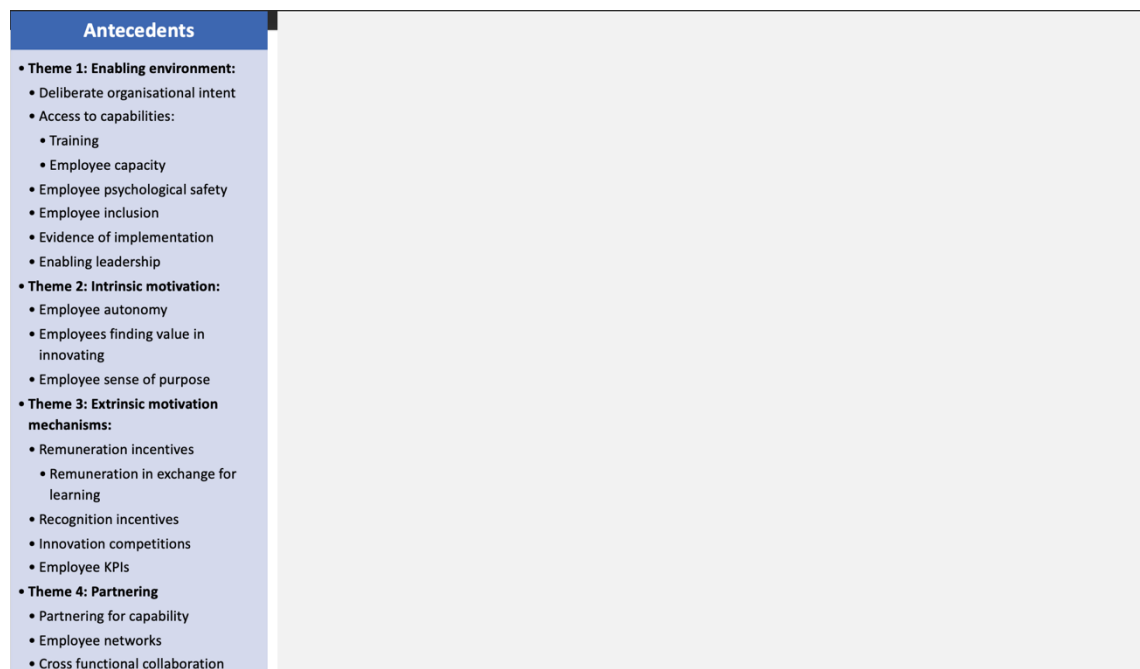 Antecedents
• Theme 1: Enabling environment:
• Deliberate organisational intent
• Access to capabilities:
• Training
• Employee capacity
• Employee psychological safety
• Employee inclusion
• Evidence of implementation
• Enabling leadership
• Theme 2: Intrinsic motivation:
• Employee autonomy
• Employees finding value in
innovating
• Employee sense of purpose
• Theme 3: Extrinsic motivation
mechanisms:
• Remuneration incentives
• Remuneration in exchange for
learning
• Recognition incentives
• Innovation competitions
• Employee KPIs
• Theme 4: Partnering
• Partnering for capability
• Employee networks
• Cross functional collaboration